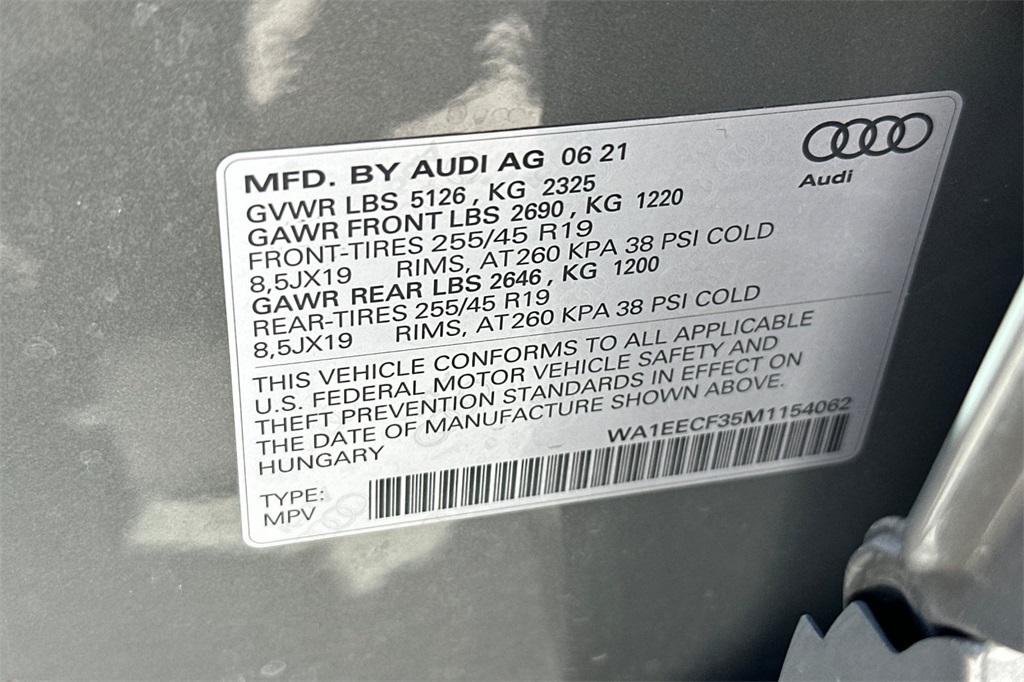 MFD. BY AUDI AG 06 21
Audi
GVWR LBS 5126, KG 2325
GAWR FRONT LBS 2690, KG 1220
FRONT-TIRES 255/45 R19
8,5JX19 RIMS, AT260 KPA 38 PSI COLD
GAWR REAR LBS 2646, KG 1200
REAR-TIRES 255/45 R19
8,5JX19 RIMS, AT260 KPA 38 PSI COLD
THIS VEHICLE CONFORMS TO ALL APPLICABLE
U.S. FEDERAL MOTOR VEHICLE SAFETY AND
THEFT PREVENTION STANDARDS IN EFFECT ON
THE DATE OF MANUFACTURE SHOWN ABOVE.
HUNGARY
WA1EECF35M1154062
TYPE:
MPV